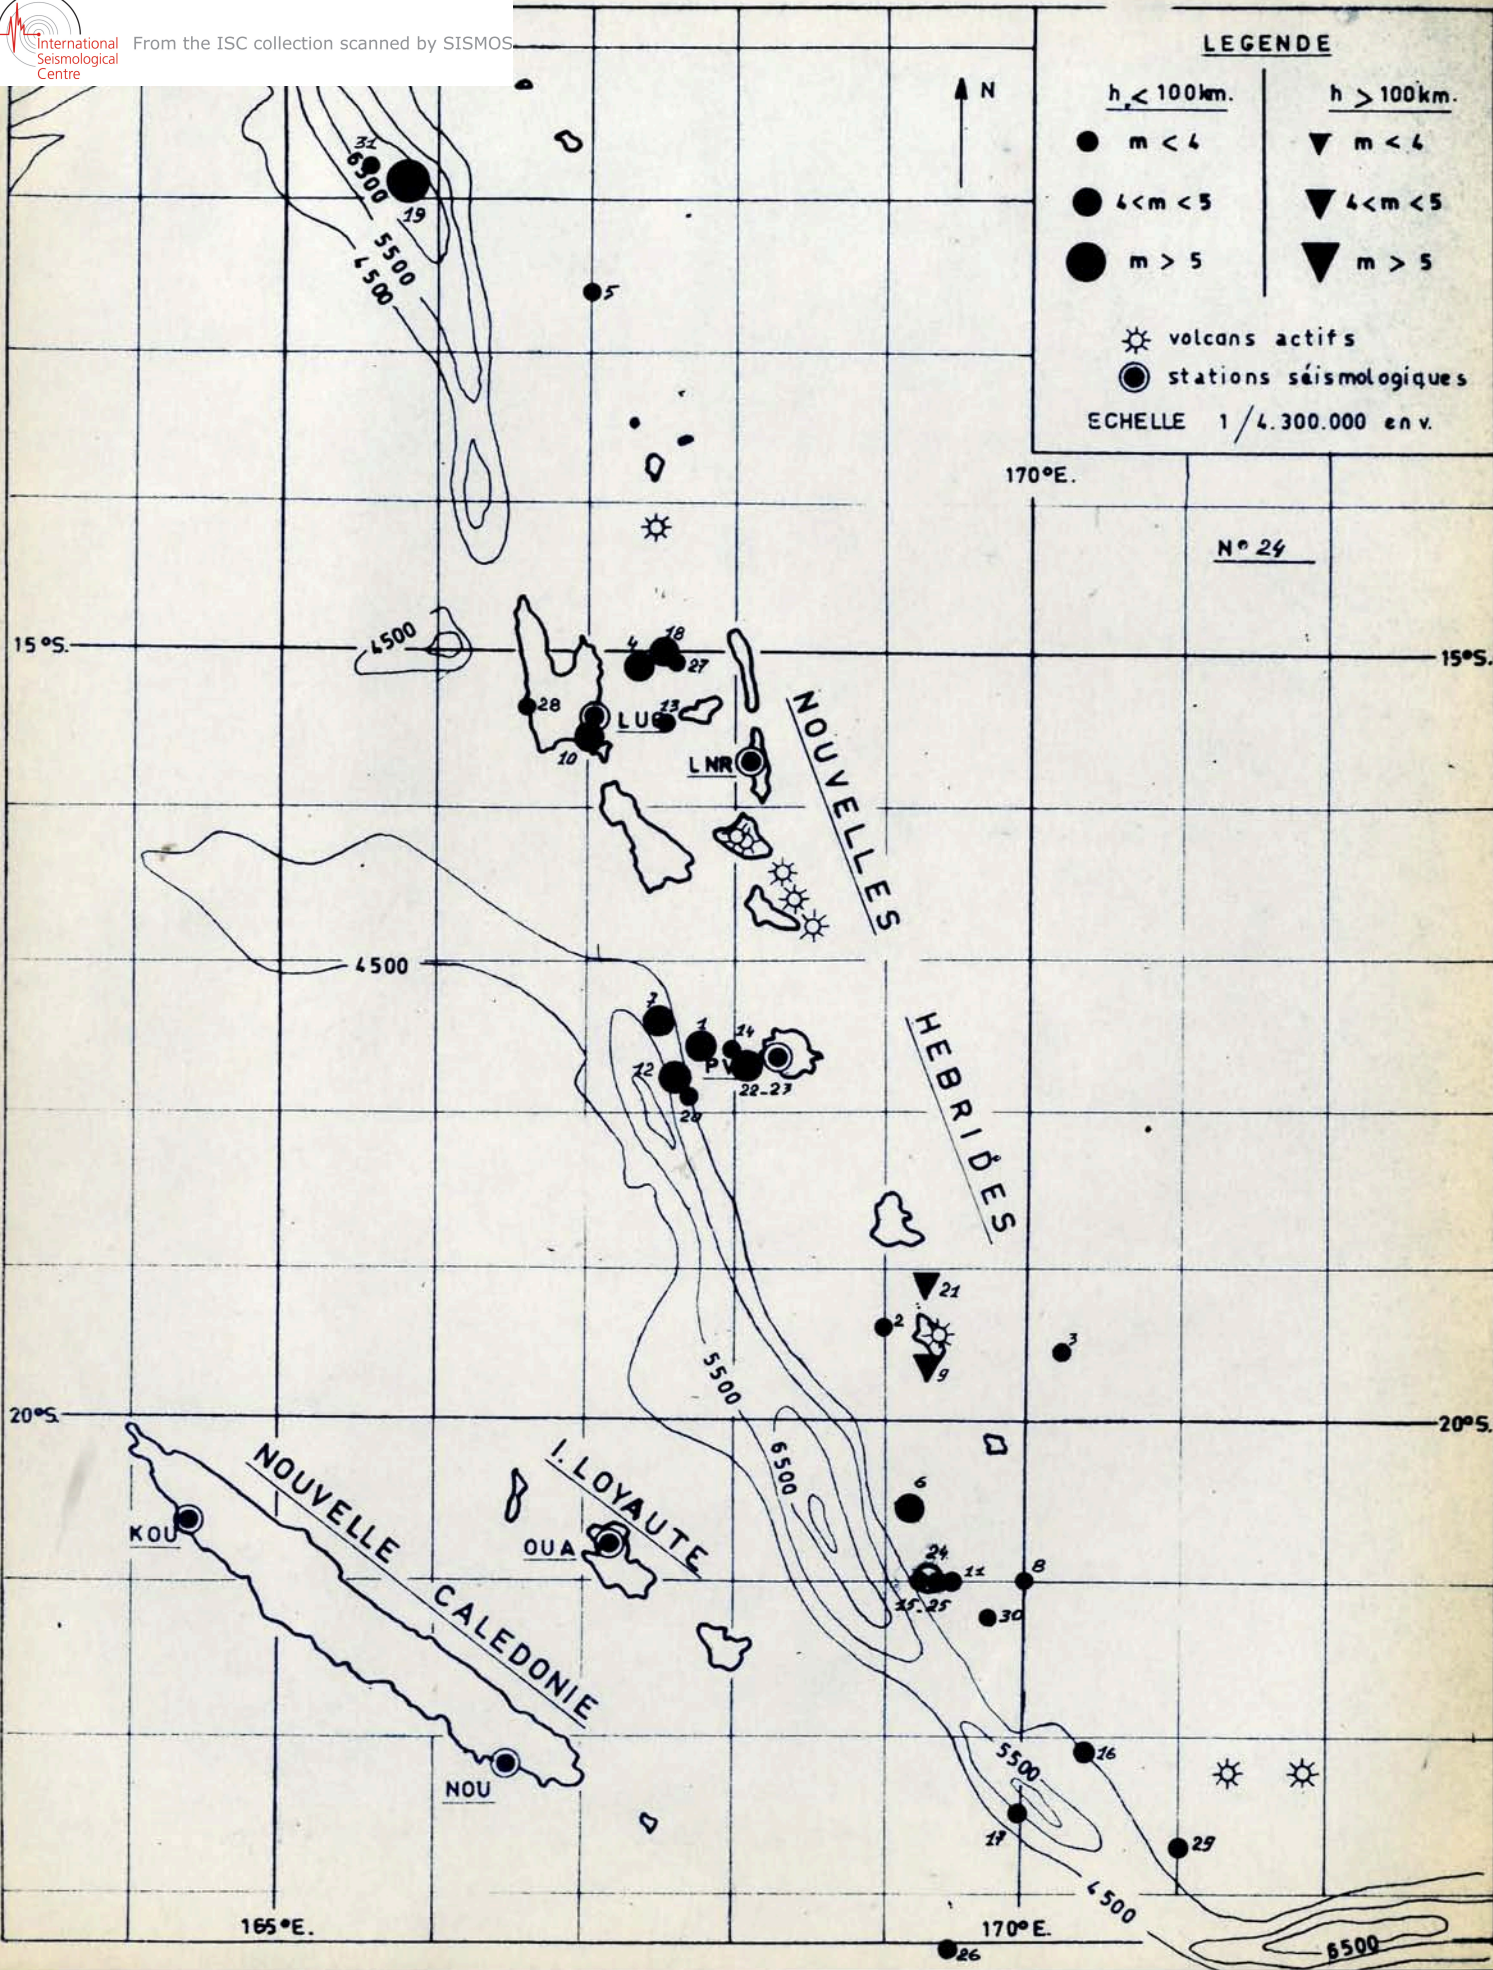 International
Seismological
Centre
From the ISC collection scanned by SISMOS
LEGENDE
h < 100km.
h > 100km.
m < 4
m < 4
4<m<5
4<m<5
m > 5
m > 5
volcans actifs
stations séismologiques
ECHELLE 1/4.300.000 env.
N
31
6500
19
5500
4500
5
170°E.
N° 24
15°S.
4500
4
18
27
15°S.
28
LUG
13
10
LNR
NOUVELLES
4500
7
1
14
12
PV
22-23
20
HEBRIDES
21
2
3
9
5500
20°S.
20°S.
NOUVELLE CALEDONIE
I. LOYAUTE
6500
6
KOU
OUA
24
11
8
15-25
30
NOU
5500
16
17
29
4500
165°E.
170°E.
26
6500